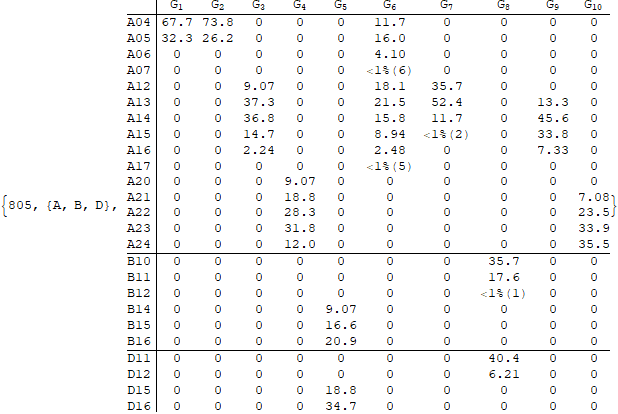 G₁ G₂ G₃ G₄ G₅ G₆ G₇ G₈ G₉ G₁₀
A04 67.7 73.8 0 0 0 11.7 0 0 0 0
A05 32.3 26.2 0 0 0 16.0 0 0 0 0
A06 0 0 0 0 0 4.10 0 0 0 0
A07 0 0 0 0 0 <1%(6) 0 0 0 0
A12 0 0 9.07 0 0 18.1 35.7 0 0 0
A13 0 0 37.3 0 0 21.5 52.4 0 13.3 0
A14 0 0 36.8 0 0 15.8 11.7 0 45.6 0
A15 0 0 14.7 0 0 8.94 <1%(2) 0 33.8 0
A16 0 0 2.24 0 0 2.48 0 0 7.33 0
A17 0 0 0 0 0 <1%(5) 0 0 0 0
A20 0 0 0 9.07 0 0 0 0 0 0
A21 0 0 0 18.8 0 0 0 0 0 7.08
{805, {A, B, D}, A22 0 0 0 28.3 0 0 0 0 0 23.5}
A23 0 0 0 31.8 0 0 0 0 0 33.9
A24 0 0 0 12.0 0 0 0 0 0 35.5
B10 0 0 0 0 0 0 0 35.7 0 0
B11 0 0 0 0 0 0 0 17.6 0 0
B12 0 0 0 0 0 0 0 <1%(1) 0 0
B14 0 0 0 0 9.07 0 0 0 0 0
B15 0 0 0 0 16.6 0 0 0 0 0
B16 0 0 0 0 20.9 0 0 0 0 0
D11 0 0 0 0 0 0 0 40.4 0 0
D12 0 0 0 0 0 0 0 6.21 0 0
D15 0 0 0 0 18.8 0 0 0 0 0
D16 0 0 0 0 34.7 0 0 0 0 0